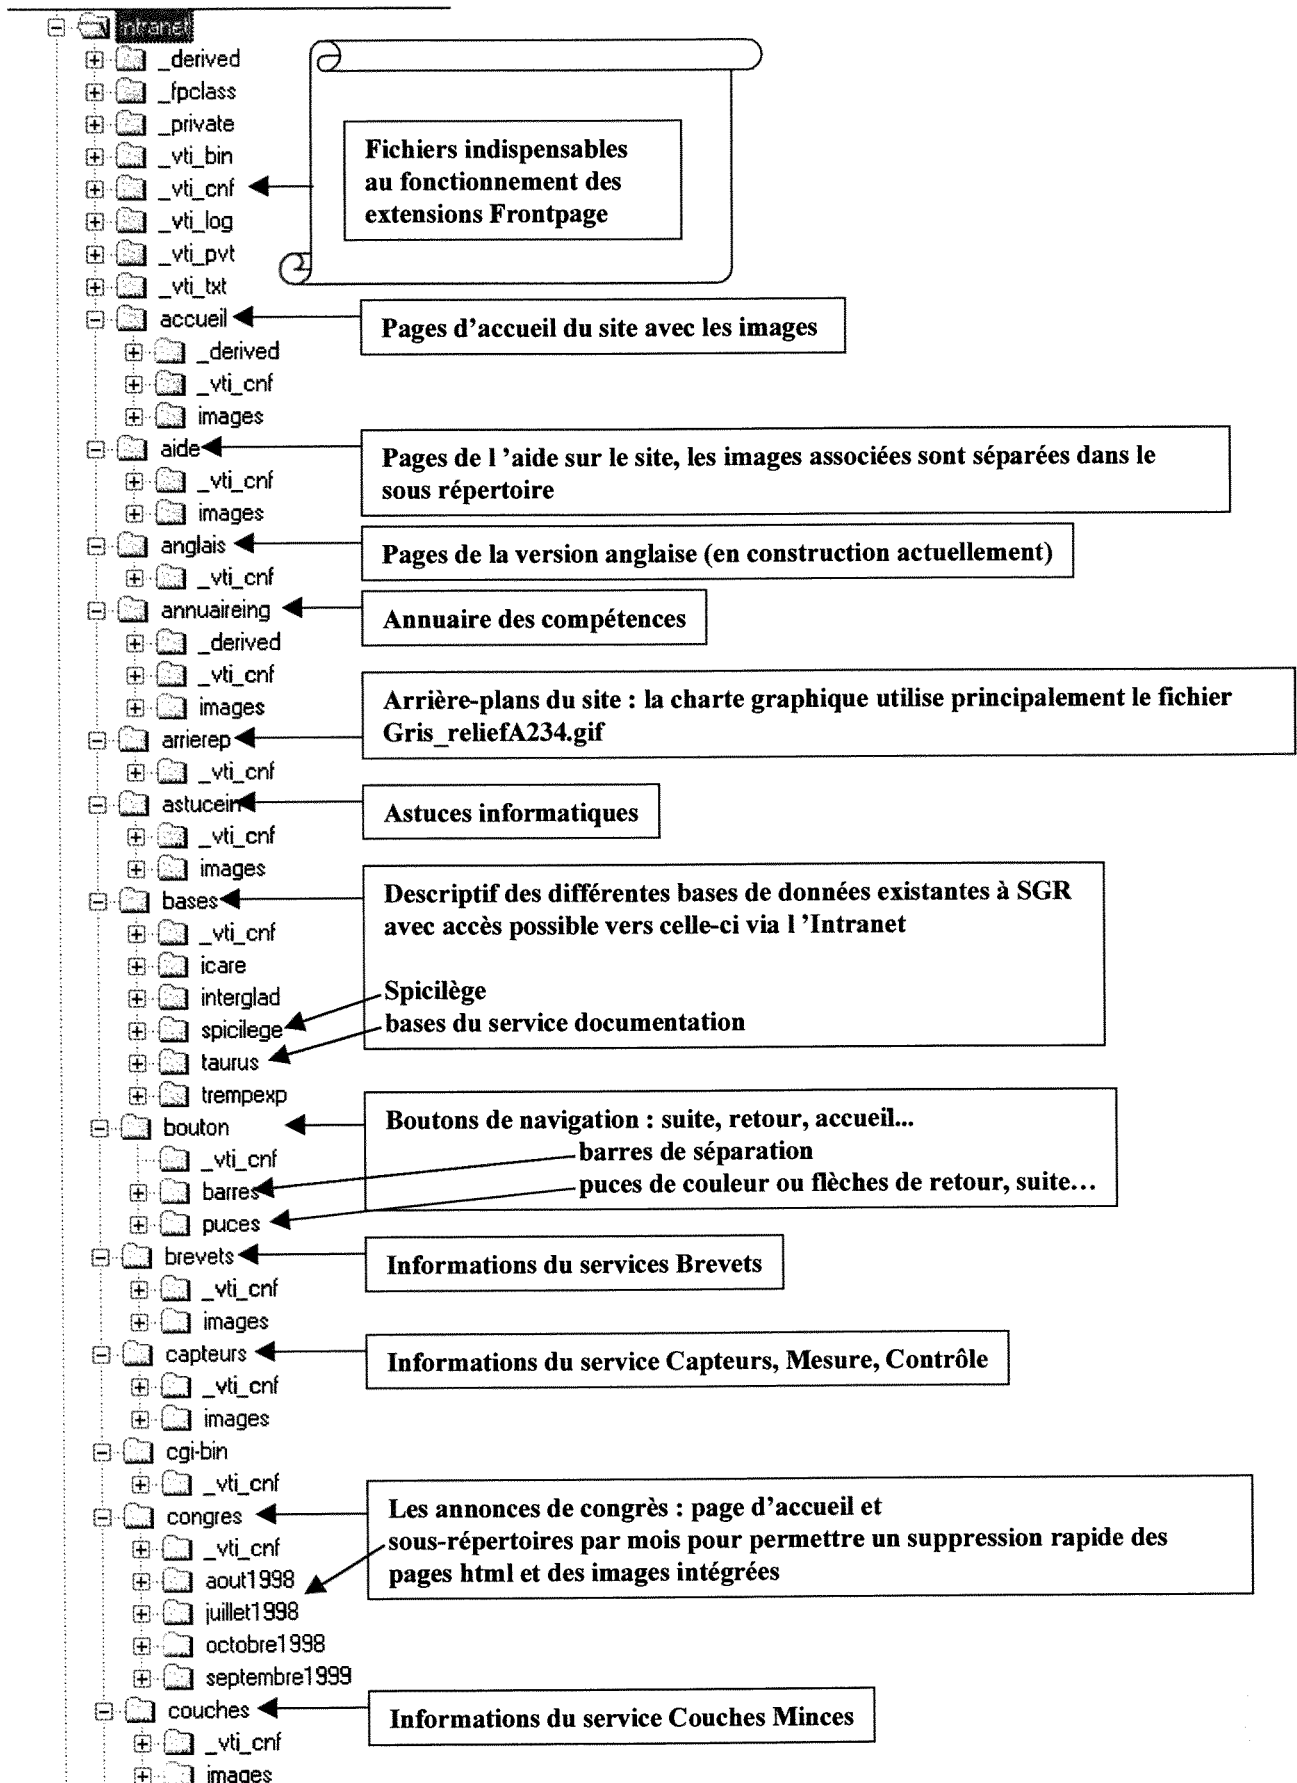 intranet
_derived
_fpclass
_private
_vti_bin
_vti_cnf
_vti_log
_vti_pvt
_vti_txt
Fichiers indispensables
au fonctionnement des
extensions Frontpage
accueil
Pages d'accueil du site avec les images
_derived
_vti_cnf
images
aide
Pages de l 'aide sur le site, les images associées sont séparées dans le
sous répertoire
_vti_cnf
images
anglais
Pages de la version anglaise (en construction actuellement)
_vti_cnf
annuaireing
Annuaire des compétences
_derived
_vti_cnf
images
Arrière-plans du site : la charte graphique utilise principalement le fichier
Gris_reliefA234.gif
arrierep
_vti_cnf
astucein
Astuces informatiques
_vti_cnf
images
bases
Descriptif des différentes bases de données existantes à SGR
avec accès possible vers celle-ci via l 'Intranet
_vti_cnf
icare
interglad
Spicilège
spicilege
bases du service documentation
taurus
trempexp
bouton
Boutons de navigation : suite, retour, accueil...
barres de séparation
puces de couleur ou flèches de retour, suite…
_vti_cnf
barres
puces
brevets
Informations du services Brevets
_vti_cnf
images
capteurs
Informations du service Capteurs, Mesure, Contrôle
_vti_cnf
images
cgi-bin
_vti_cnf
congres
Les annonces de congrès : page d'accueil et
sous-répertoires par mois pour permettre un suppression rapide des
pages html et des images intégrées
_vti_cnf
aout1998
juillet1998
octobre1998
septembre1999
couches
Informations du service Couches Minces
_vti_cnf
images